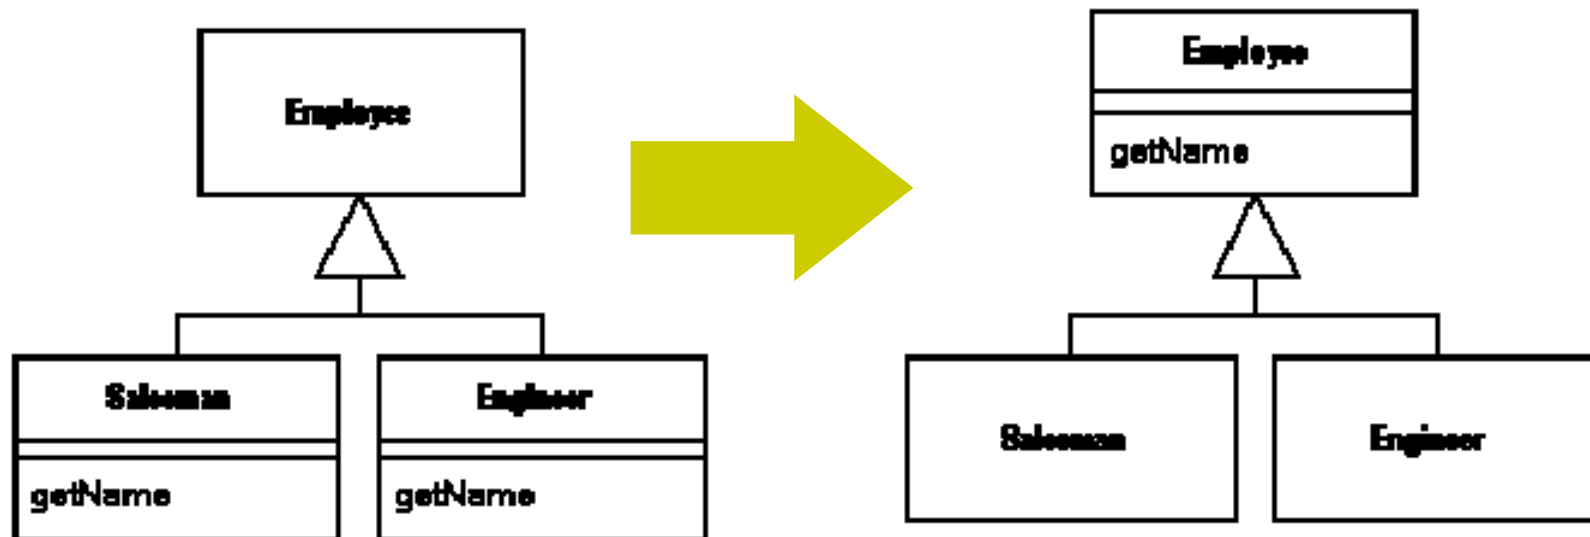 Employee
Salesman
getName
Engineer
getName
Employee
getName
Salesman
Engineer